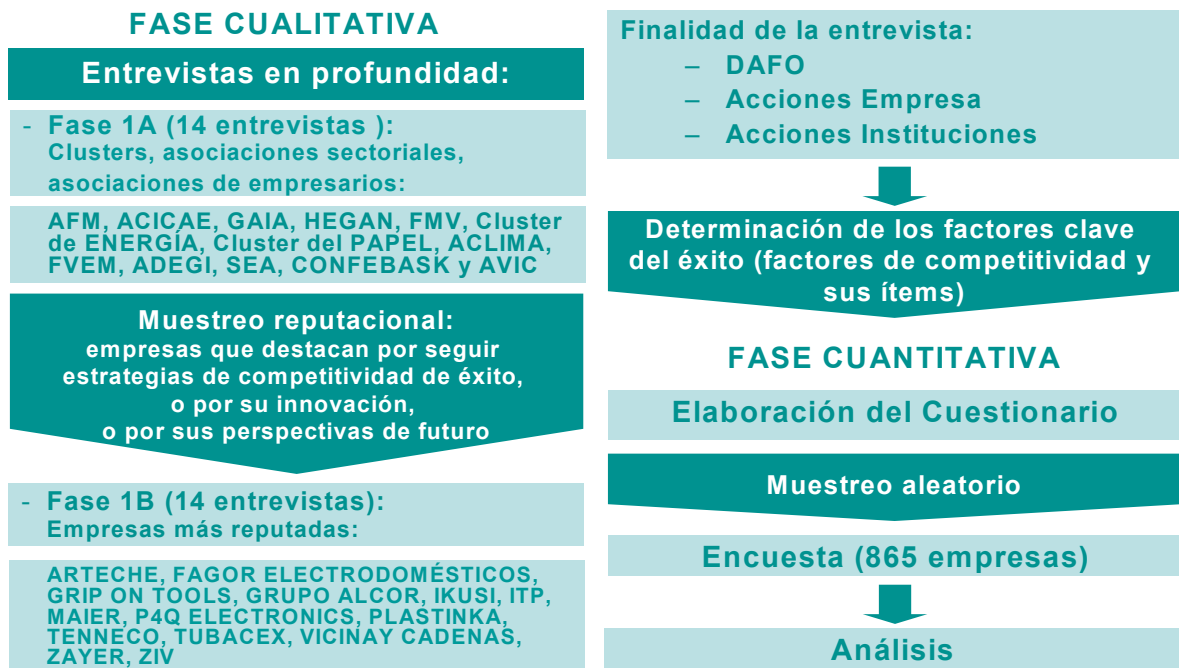 FASE CUALITATIVA
Entrevistas en profundidad:
- Fase 1A (14 entrevistas ):
Clusters, asociaciones sectoriales,
asociaciones de empresarios:
AFM, ACICAE, GAIA, HEGAN, FMV, Cluster
de ENERGÍA, Cluster del PAPEL, ACLIMA,
FVEM, ADEGI, SEA, CONFEBASK y AVIC
Muestreo reputacional:
empresas que destacan por seguir
estrategias de competitividad de éxito,
o por su innovación,
o por sus perspectivas de futuro
- Fase 1B (14 entrevistas):
Empresas más reputadas:
ARTECHE, FAGOR ELECTRODOMÉSTICOS,
GRIP ON TOOLS, GRUPO ALCOR, IKUSI, ITP,
MAIER, P4Q ELECTRONICS, PLASTINKA,
TENNECO, TUBACEX, VICINAY CADENAS,
ZAYER, ZIV
Finalidad de la entrevista:
– DAFO
– Acciones Empresa
– Acciones Instituciones
Determinación de los factores clave
del éxito (factores de competitividad y
sus ítems)
FASE CUANTITATIVA
Elaboración del Cuestionario
Muestreo aleatorio
Encuesta (865 empresas)
Análisis